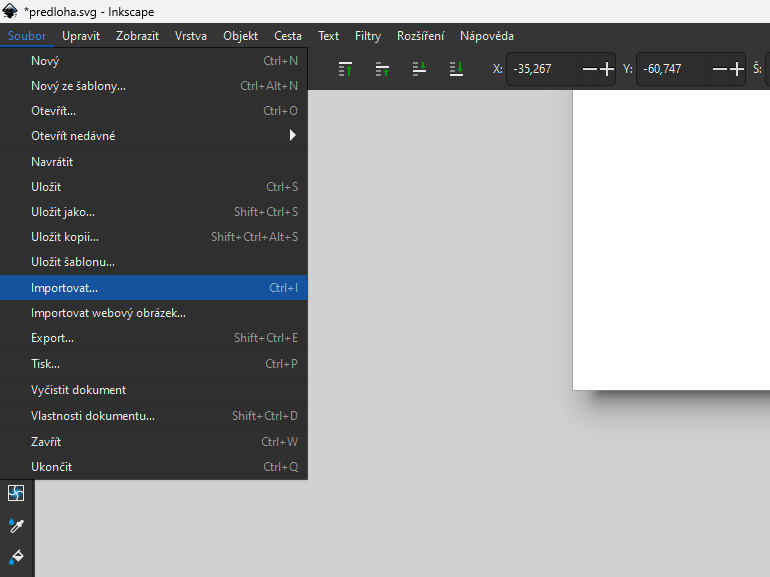 *predloha.svg - Inkscape
Soubor Upravit Zobrazit Vrstva Objekt Cesta Text Filtry Rozšíření Nápověda
X: -35,267 Y: -60,747 Š:
Nový Ctrl+N
Nový ze šablony... Ctrl+Alt+N
Otevřít... Ctrl+O
Otevřít nedávné
Navrátit
Uložit Ctrl+S
Uložit jako... Shift+Ctrl+S
Uložit kopii... Shift+Ctrl+Alt+S
Uložit šablonu...
Importovat... Ctrl+I
Importovat webový obrázek...
Export... Shift+Ctrl+E
Tisk... Ctrl+P
Vyčistit dokument
Vlastnosti dokumentu... Shift+Ctrl+D
Zavřít Ctrl+W
Ukončit Ctrl+Q